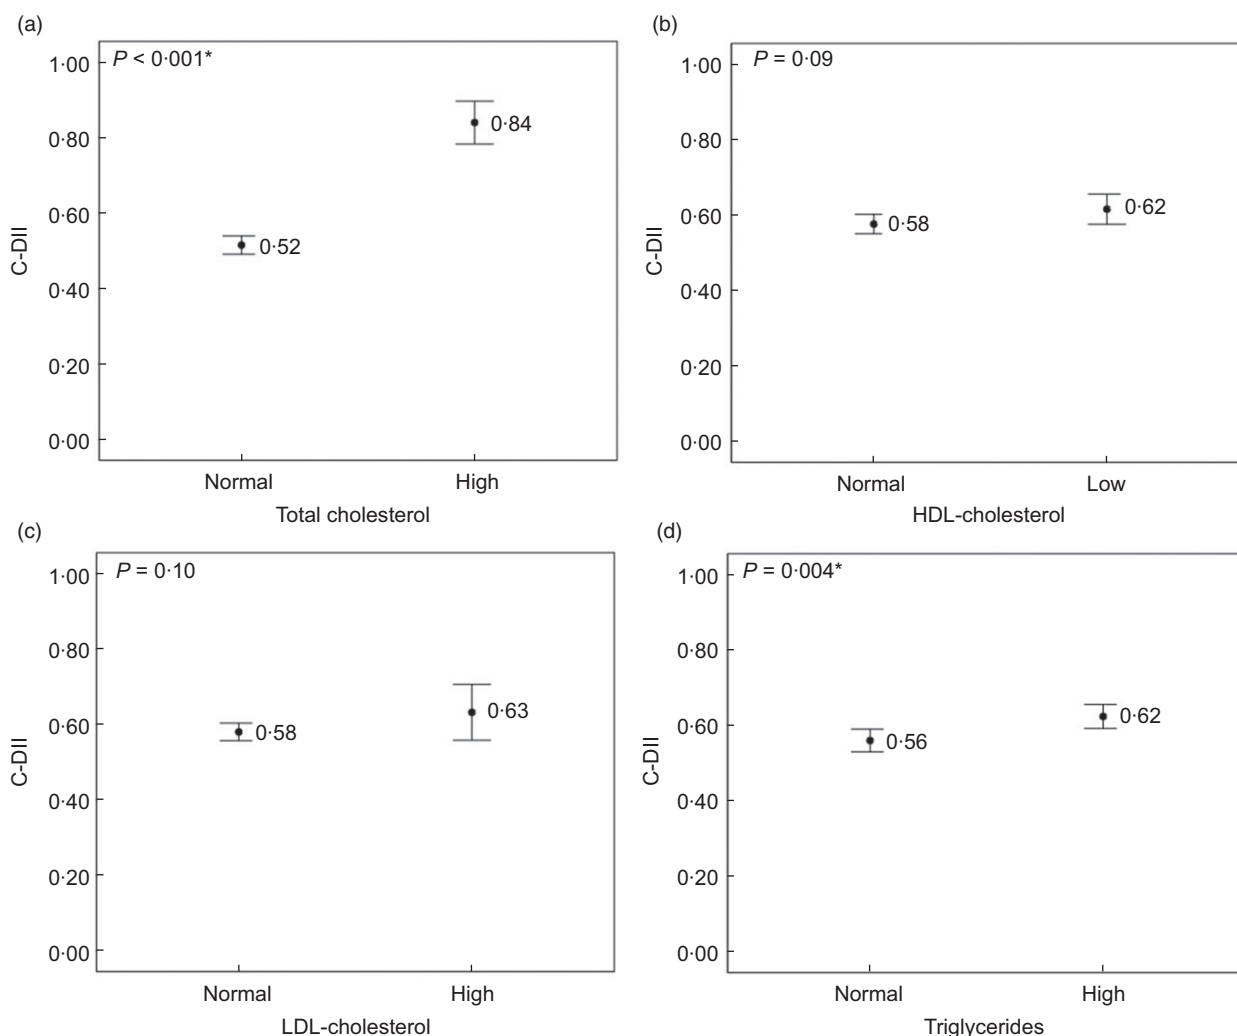 (a)
P < 0·001*
1·00
0·80
0·60
0·40
0·20
0·00
C-DII
0·52
0·84
Normal High
Total cholesterol
(b)
P = 0·09
1·00
0·80
0·60
0·40
0·20
0·00
C-DII
0·58
0·62
Normal Low
HDL-cholesterol
(c)
P = 0·10
1·00
0·80
0·60
0·40
0·20
0·00
C-DII
0·58
0·63
Normal High
LDL-cholesterol
(d)
P = 0·004*
1·00
0·80
0·60
0·40
0·20
0·00
C-DII
0·56
0·62
Normal High
Triglycerides